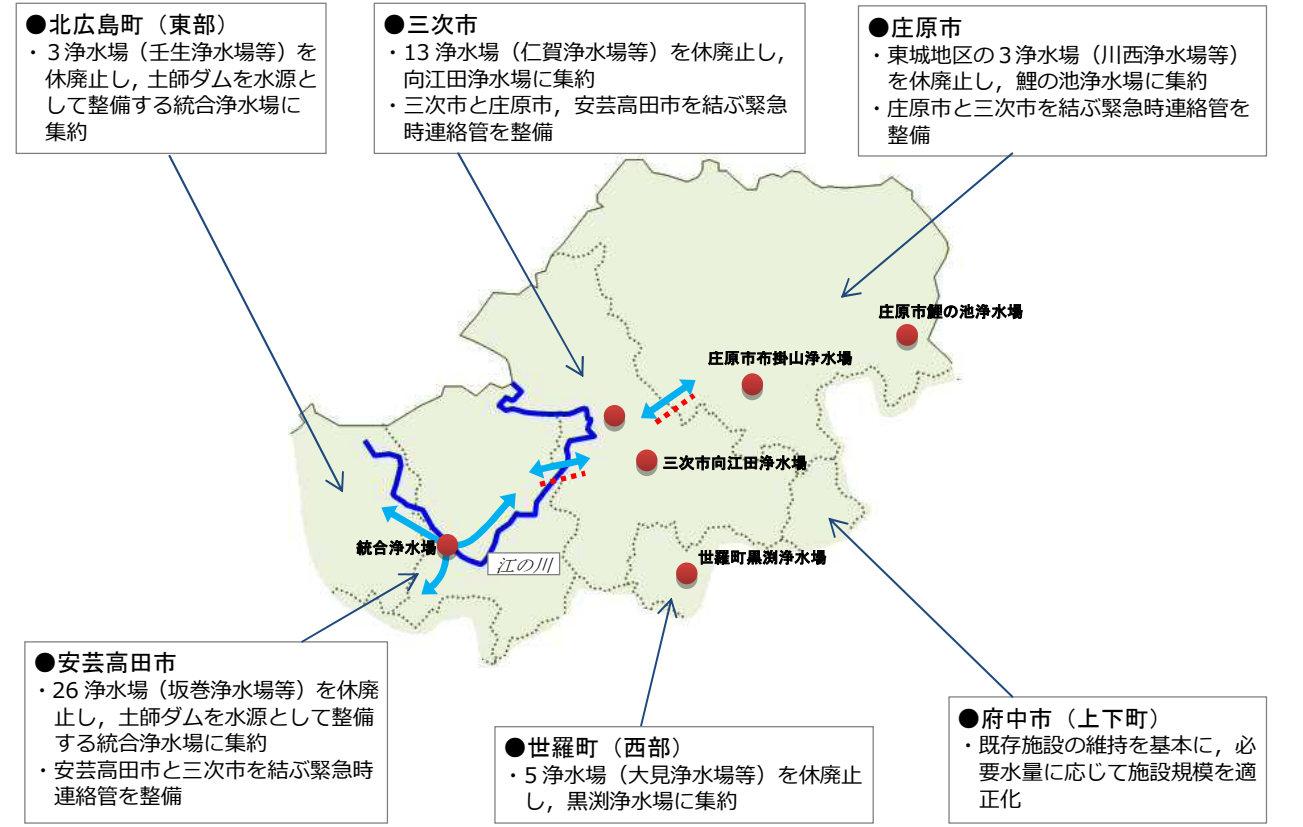 ●北広島町（東部）
・３浄水場（壬生浄水場等）を
休廃止し，土師ダムを水源と
して整備する統合浄水場に
集約
●三次市
・13 浄水場（仁賀浄水場等）を休廃止し，
向江田浄水場に集約
・三次市と庄原市，安芸高田市を結ぶ緊急
時連絡管を整備
●庄原市
・東城地区の３浄水場（川西浄水場等）
を休廃止し，鯉の池浄水場に集約
・庄原市と三次市を結ぶ緊急時連絡管を
整備
庄原市鯉の池浄水場
庄原市布掛山浄水場
三次市向江田浄水場
統合浄水場
江の川
世羅町黒渕浄水場
●安芸高田市
・26 浄水場（坂巻浄水場等）を休廃
止し，土師ダムを水源として整備
する統合浄水場に集約
・安芸高田市と三次市を結ぶ緊急時
連絡管を整備
●世羅町（西部）
・５浄水場（大見浄水場等）を休廃止
し，黒渕浄水場に集約
●府中市（上下町）
・既存施設の維持を基本に，必
要水量に応じて施設規模を適
正化